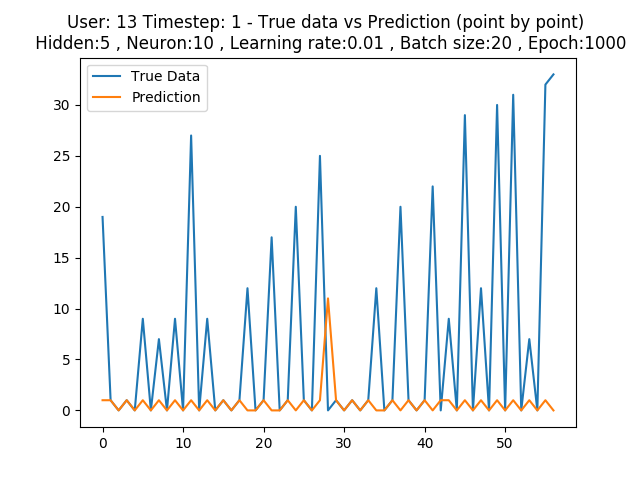 User: 13 Timestep: 1 - True data vs Prediction (point by point)
Hidden:5 , Neuron:10 , Learning rate:0.01 , Batch size:20 , Epoch:1000
True Data
Prediction
30
25
20
15
10
5
0
0 10 20 30 40 50